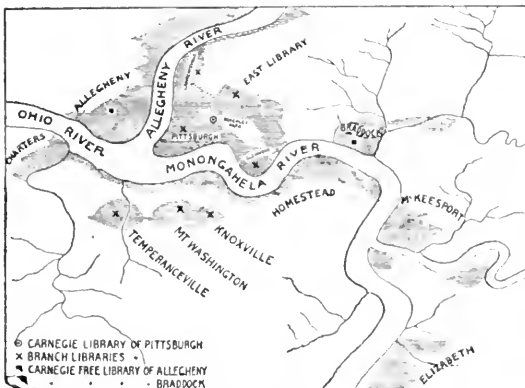 ALLEGHENY
RIVER
EAST LIBRARY
OHIO RIVER
ALLEGHENY
PITTSBURGH
BRADDOCK
CHARTERS
MONONGAHELA RIVER
HOMESTEAD
McKEESPORT
TEMPERANCEVILLE
MT WASHINGTON
KNOXVILLE
ELIZABETH
CARNEGIE LIBRARY OF PITTSBURGH
BRANCH LIBRARIES "
CARNEGIE FREE LIBRARY OF ALLEGHENY
" " " " BRADDOCK